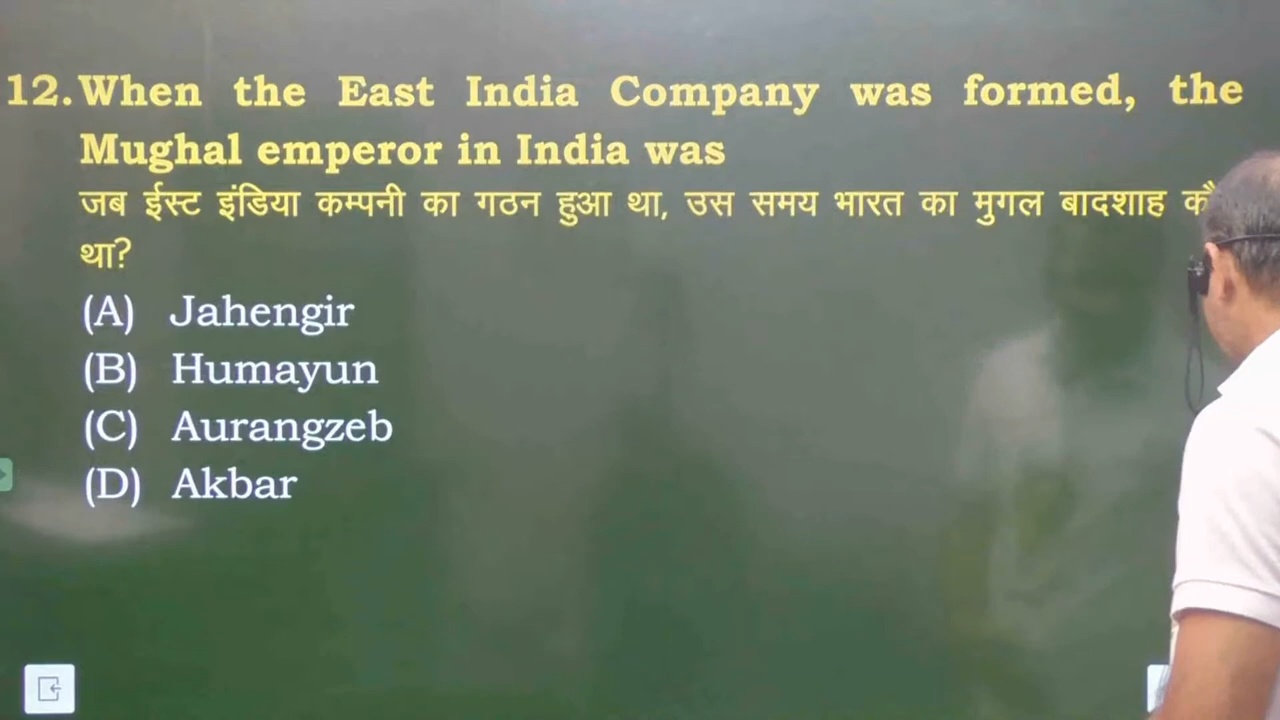 12. When the East India Company was formed, the
Mughal emperor in India was
जब ईस्ट इंडिया कम्पनी का गठन हुआ था, उस समय भारत का मुगल बादशाह
था?
(A) Jahengir
(B) Humayun
(C) Aurangzeb
(D) Akbar